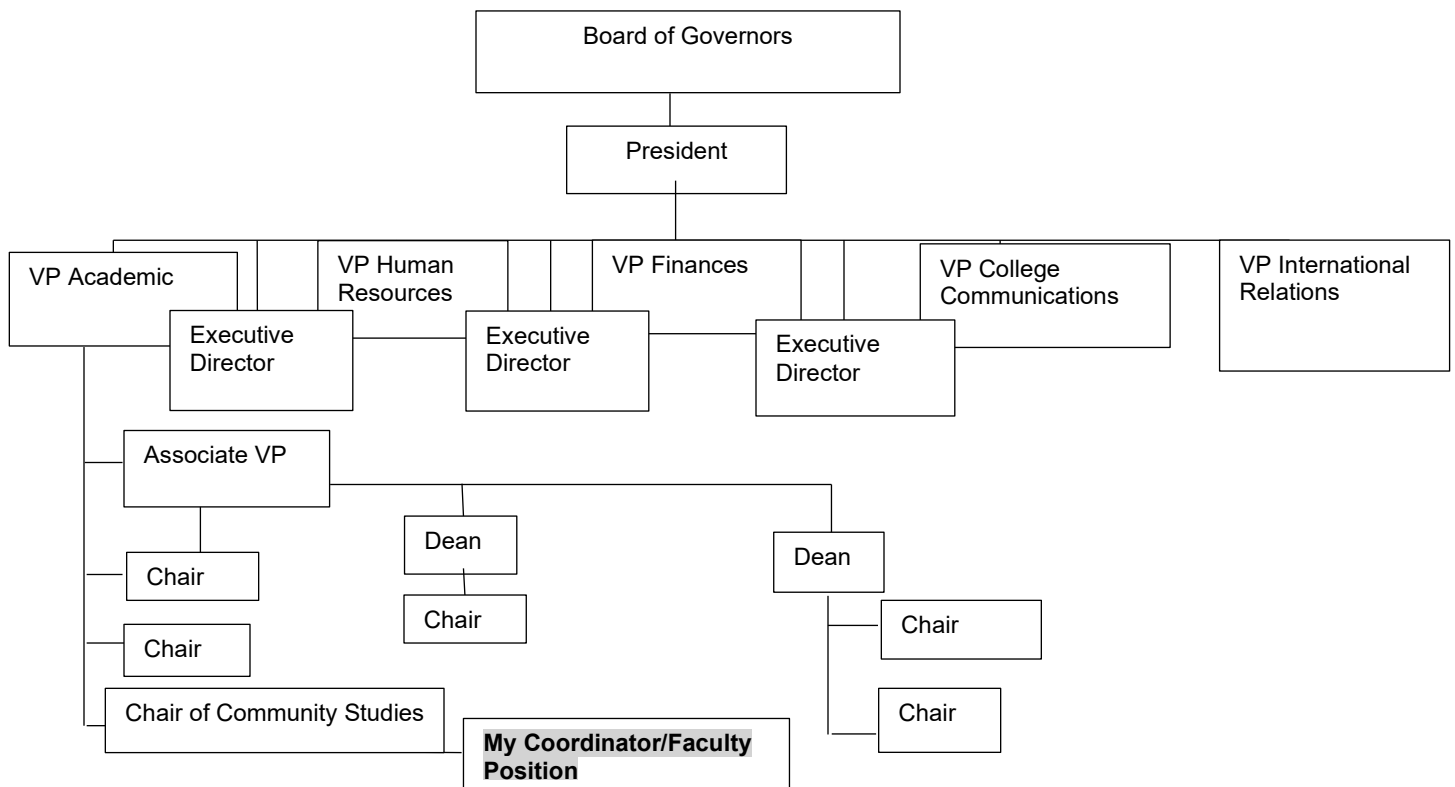 Board of Governors
President
VP Academic
VP Human
Resources
VP Finances
VP College
Communications
VP International
Relations
Executive
Director
Executive
Director
Executive
Director
Associate VP
Dean
Dean
Chair
Chair
Chair
Chair
Chair of Community Studies
Chair
My Coordinator/Faculty
Position